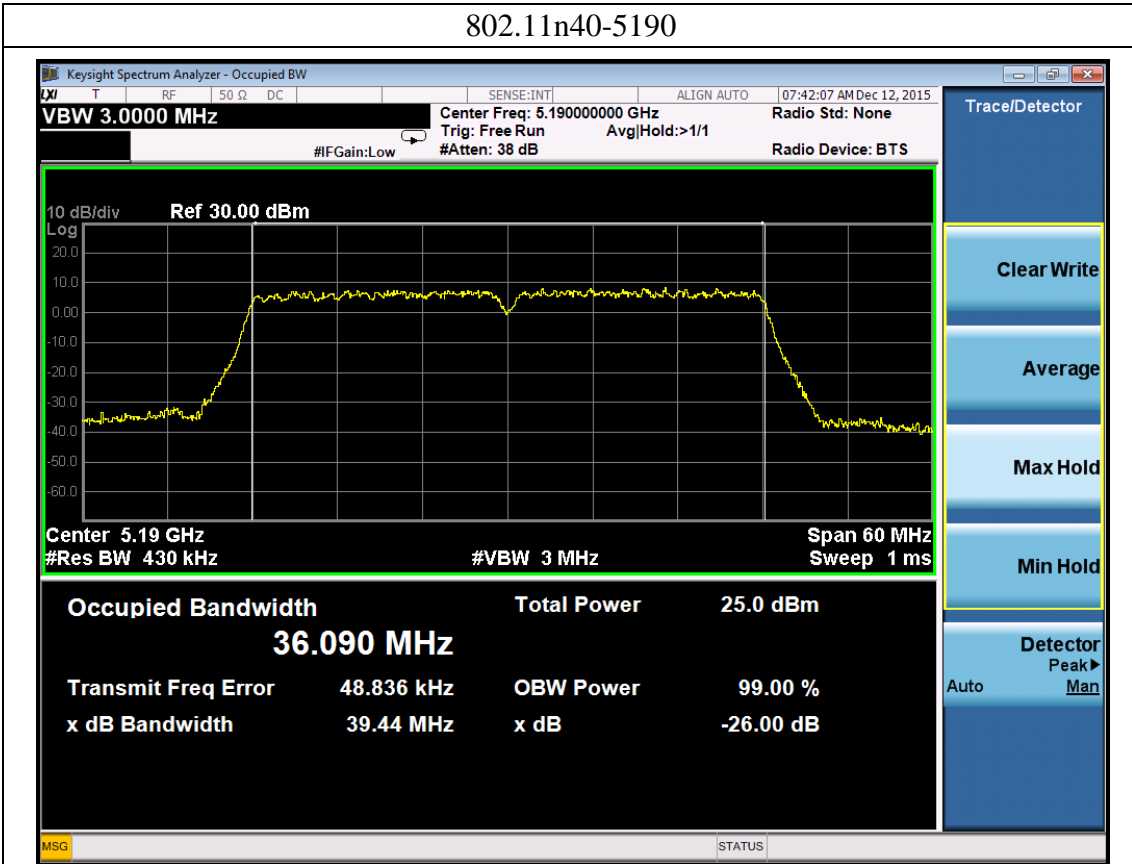 802.11n40-5190
Keysight Spectrum Analyzer - Occupied BW
LXI T RF 50 Ω DC SENSE:INT ALIGN AUTO 07:42:07 AM Dec 12, 2015
VBW 3.0000 MHz
Center Freq: 5.190000000 GHz Radio Std: None
Trig: Free Run Avg|Hold:>1/1
#IFGain:Low #Atten: 38 dB Radio Device: BTS
10 dB/div Ref 30.00 dBm
Log
20.0
10.0
0.00
-10.0
-20.0
-30.0
-40.0
-50.0
-60.0
Center 5.19 GHz Span 60 MHz
#Res BW 430 kHz #VBW 3 MHz Sweep 1 ms
Occupied Bandwidth Total Power 25.0 dBm
36.090 MHz
Transmit Freq Error 48.836 kHz OBW Power 99.00 %
x dB Bandwidth 39.44 MHz x dB -26.00 dB
Trace/Detector
Clear Write
Average
Max Hold
Min Hold
Detector
Peak▶
Auto Man
MSG STATUS